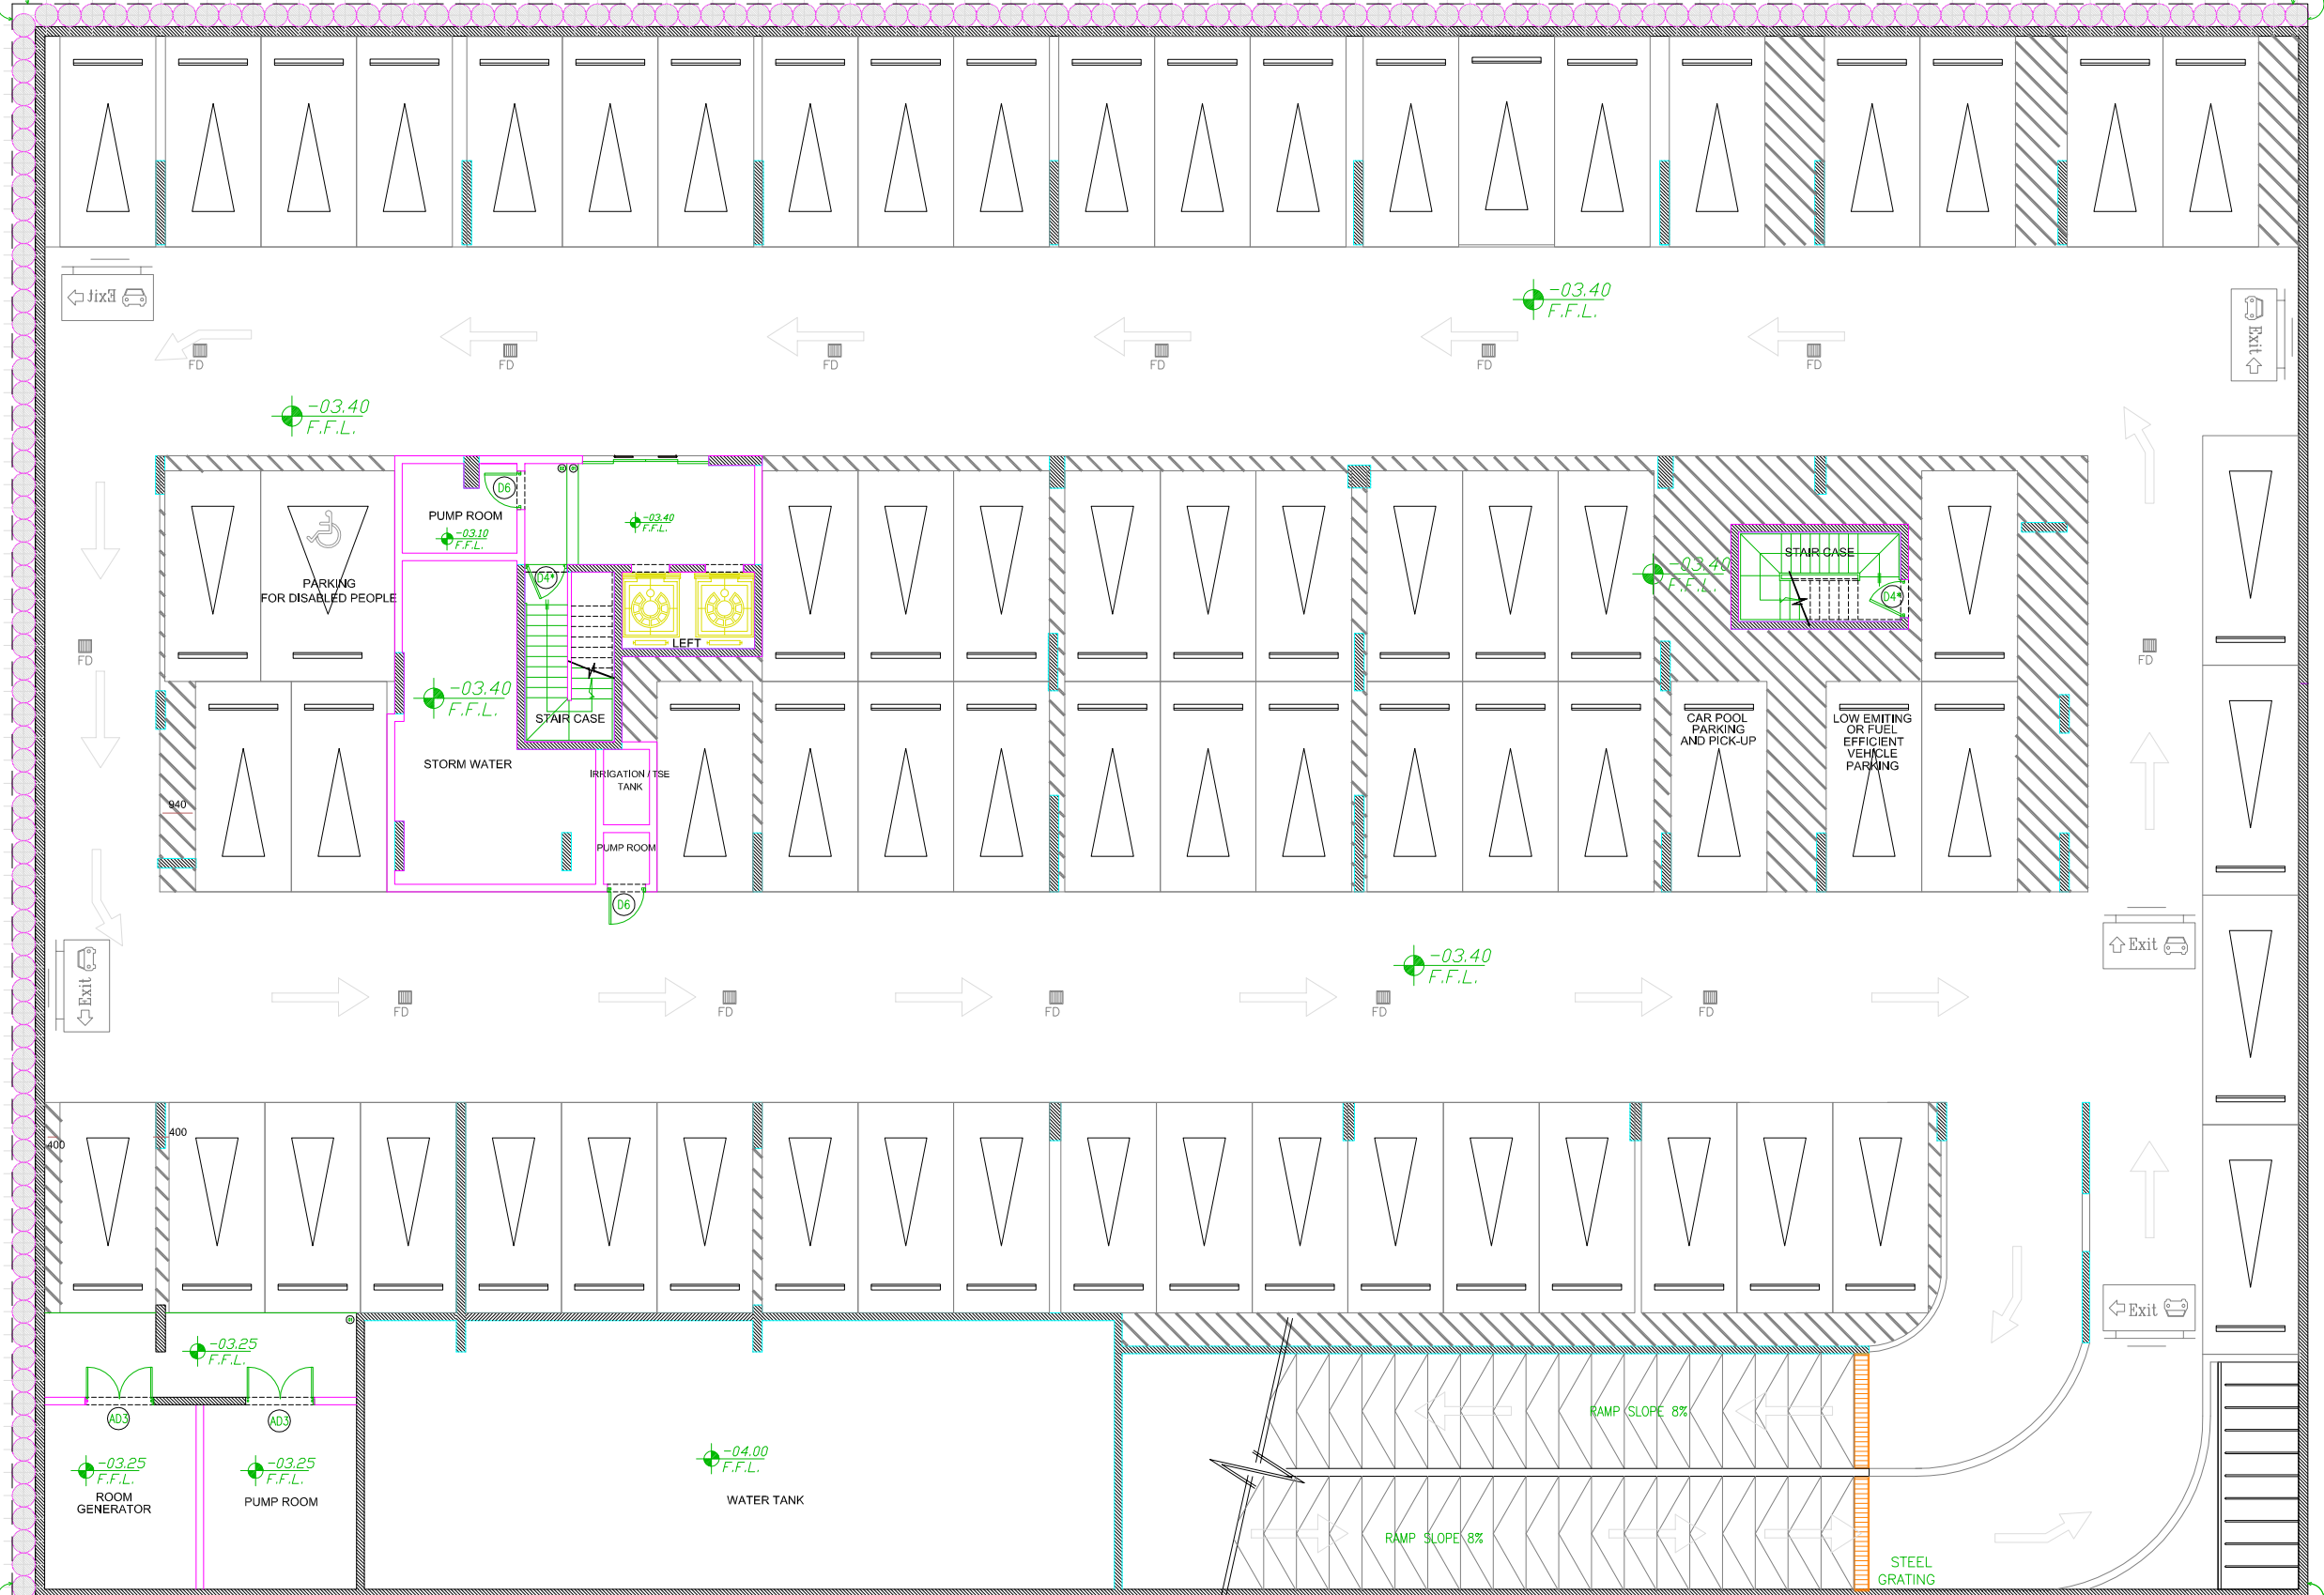 Exit
-03.40
F.F.L.
Exit
FD
FD
FD
FD
FD
FD
-03.40
F.F.L.
D6
PUMP ROOM
-03.10
F.F.L.
-03.40
F.F.L.
D4*
PARKING
FOR DISABLED PEOPLE
LEFT
STAIR CASE
-03.40
F.F.L.
D4*
FD
FD
-03.40
F.F.L.
STAIR CASE
STORM WATER
IRRIGATION / TSE
TANK
PUMP ROOM
D6
940
CAR POOL
PARKING
AND PICK-UP
LOW EMITING
OR FUEL
EFFICIENT
VEHICLE
PARKING
Exit
-03.40
F.F.L.
Exit
FD
FD
FD
FD
FD
400
400
Exit
-03.25
F.F.L.
AD3
AD3
-03.25
F.F.L.
ROOM
GENERATOR
-03.25
F.F.L.
PUMP ROOM
-04.00
F.F.L.
WATER TANK
RAMP SLOPE 8%
RAMP SLOPE 8%
STEEL
GRATING